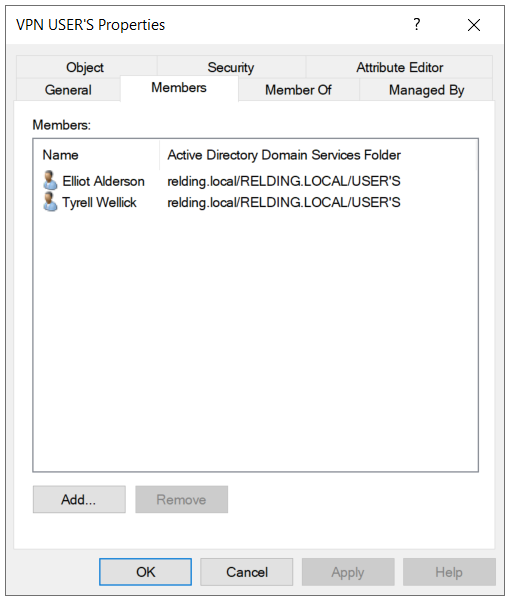 VPN USER'S Properties
?
Object Security Attribute Editor
General Members Member Of Managed By
Members:
Name Active Directory Domain Services Folder
Elliot Alderson relding.local/RELDING.LOCAL/USER'S
Tyrell Wellick relding.local/RELDING.LOCAL/USER'S
Add... Remove
OK Cancel Apply Help